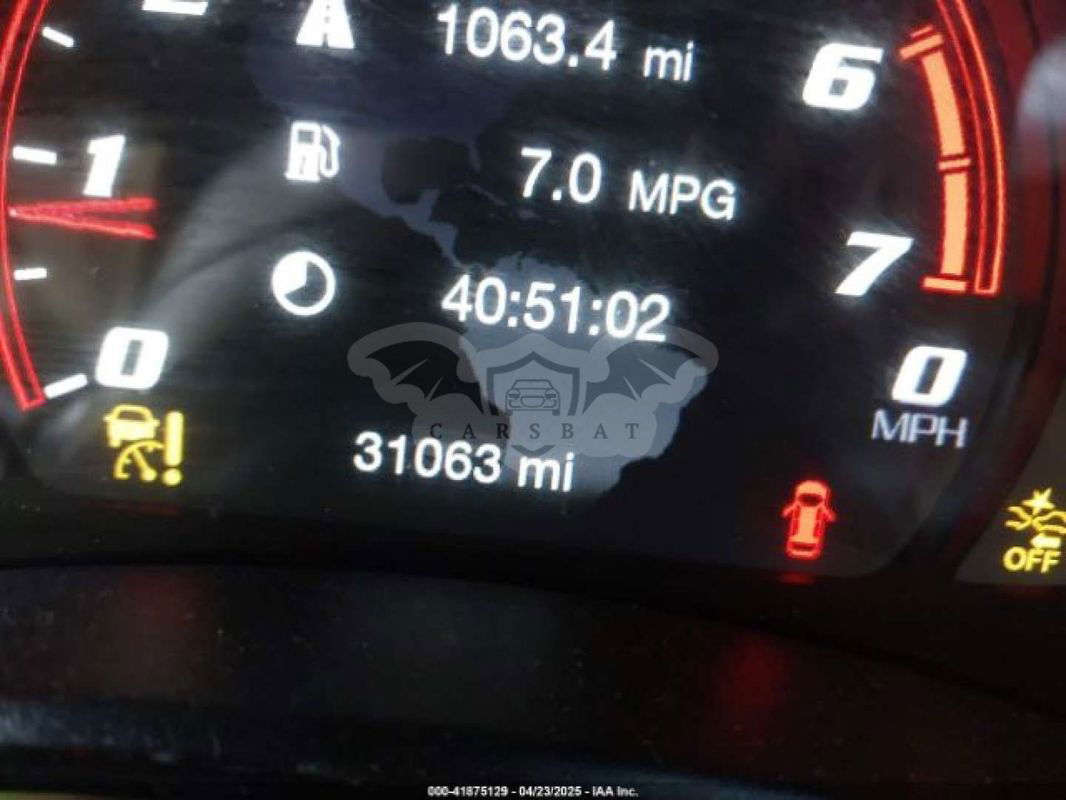 1063.4 mi
6
7.0 MPG
1
7
40:51:02
0
0
MPH
CARSBAT
31063 mi
OFF
000-41875129 - 04/23/2025 - IAA Inc.